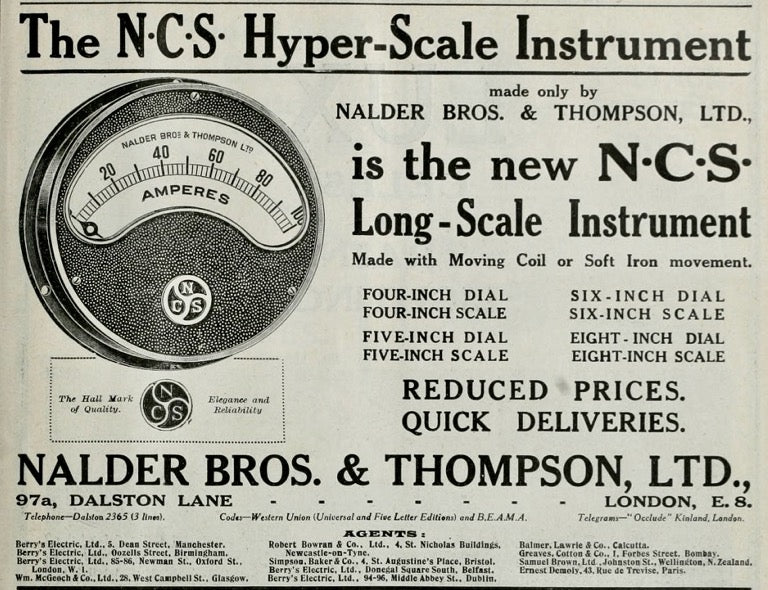 The N·C·S· Hyper-Scale Instrument
NALDER BROS & THOMPSON LTD
20 40 60 80 100
0
AMPERES
N
C S
made only by
NALDER BROS. & THOMPSON, LTD.,
is the new N·C·S·
Long-Scale Instrument
Made with Moving Coil or Soft Iron movement.
FOUR-INCH DIAL
FOUR-INCH SCALE
FIVE-INCH DIAL
FIVE-INCH SCALE
SIX-INCH DIAL
SIX-INCH SCALE
EIGHT-INCH DIAL
EIGHT-INCH SCALE
REDUCED PRICES.
QUICK DELIVERIES.
The Hall Mark
of Quality.
N
C S
Elegance and
Reliability
NALDER BROS. & THOMPSON, LTD.,
97a, DALSTON LANE - - - - - - - LONDON, E. 8.
Telephone—Dalston 2365 (3 lines). Codes—Western Union (Universal and Five Letter Editions) and B.E.A.M.A. Telegrams—"Occlude" Kinland, London.
AGENTS:
Berry's Electric, Ltd., 5, Dean Street, Manchester.
Berry's Electric, Ltd., Oozells Street, Birmingham.
Berry's Electric, Ltd., 85-86, Newman St., Oxford St.,
London, W. 1.
Wm. McGeoch & Co., Ltd., 28, West Campbell St., Glasgow.
Robert Bowran & Co., Ltd., 4, St. Nicholas Buildings,
Newcastle-on-Tyne.
Simpson, Baker & Co., 4, St. Augustine's Place, Bristol.
Berry's Electric, Ltd., Donegal Square South, Belfast.
Berry's Electric, Ltd., 94-96, Middle Abbey St., Dublin.
Balmer, Lawrie & Co., Calcutta.
Greaves, Cotton & Co., 1, Forbes Street, Bombay.
Samuel Brown, Ltd., Johnston St., Wellington, N. Zealand.
Ernest Demoly, 43, Rue de Trevise, Paris.